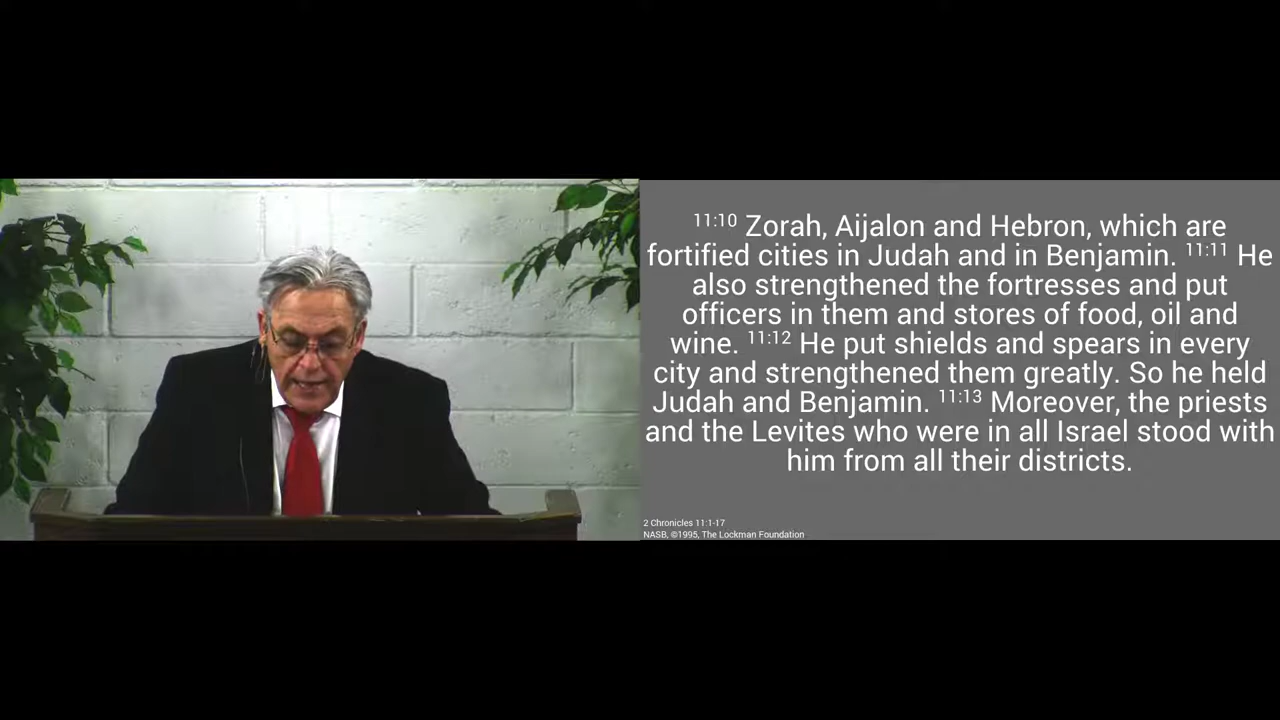 11:10 Zorah, Aijalon and Hebron, which are
fortified cities in Judah and in Benjamin. 11:11 He
also strengthened the fortresses and put
officers in them and stores of food, oil and
wine. 11:12 He put shields and spears in every
city and strengthened them greatly. So he held
Judah and Benjamin. 11:13 Moreover, the priests
and the Levites who were in all Israel stood with
him from all their districts.
2 Chronicles 11:1-17
NASB, ©1995, The Lockman Foundation